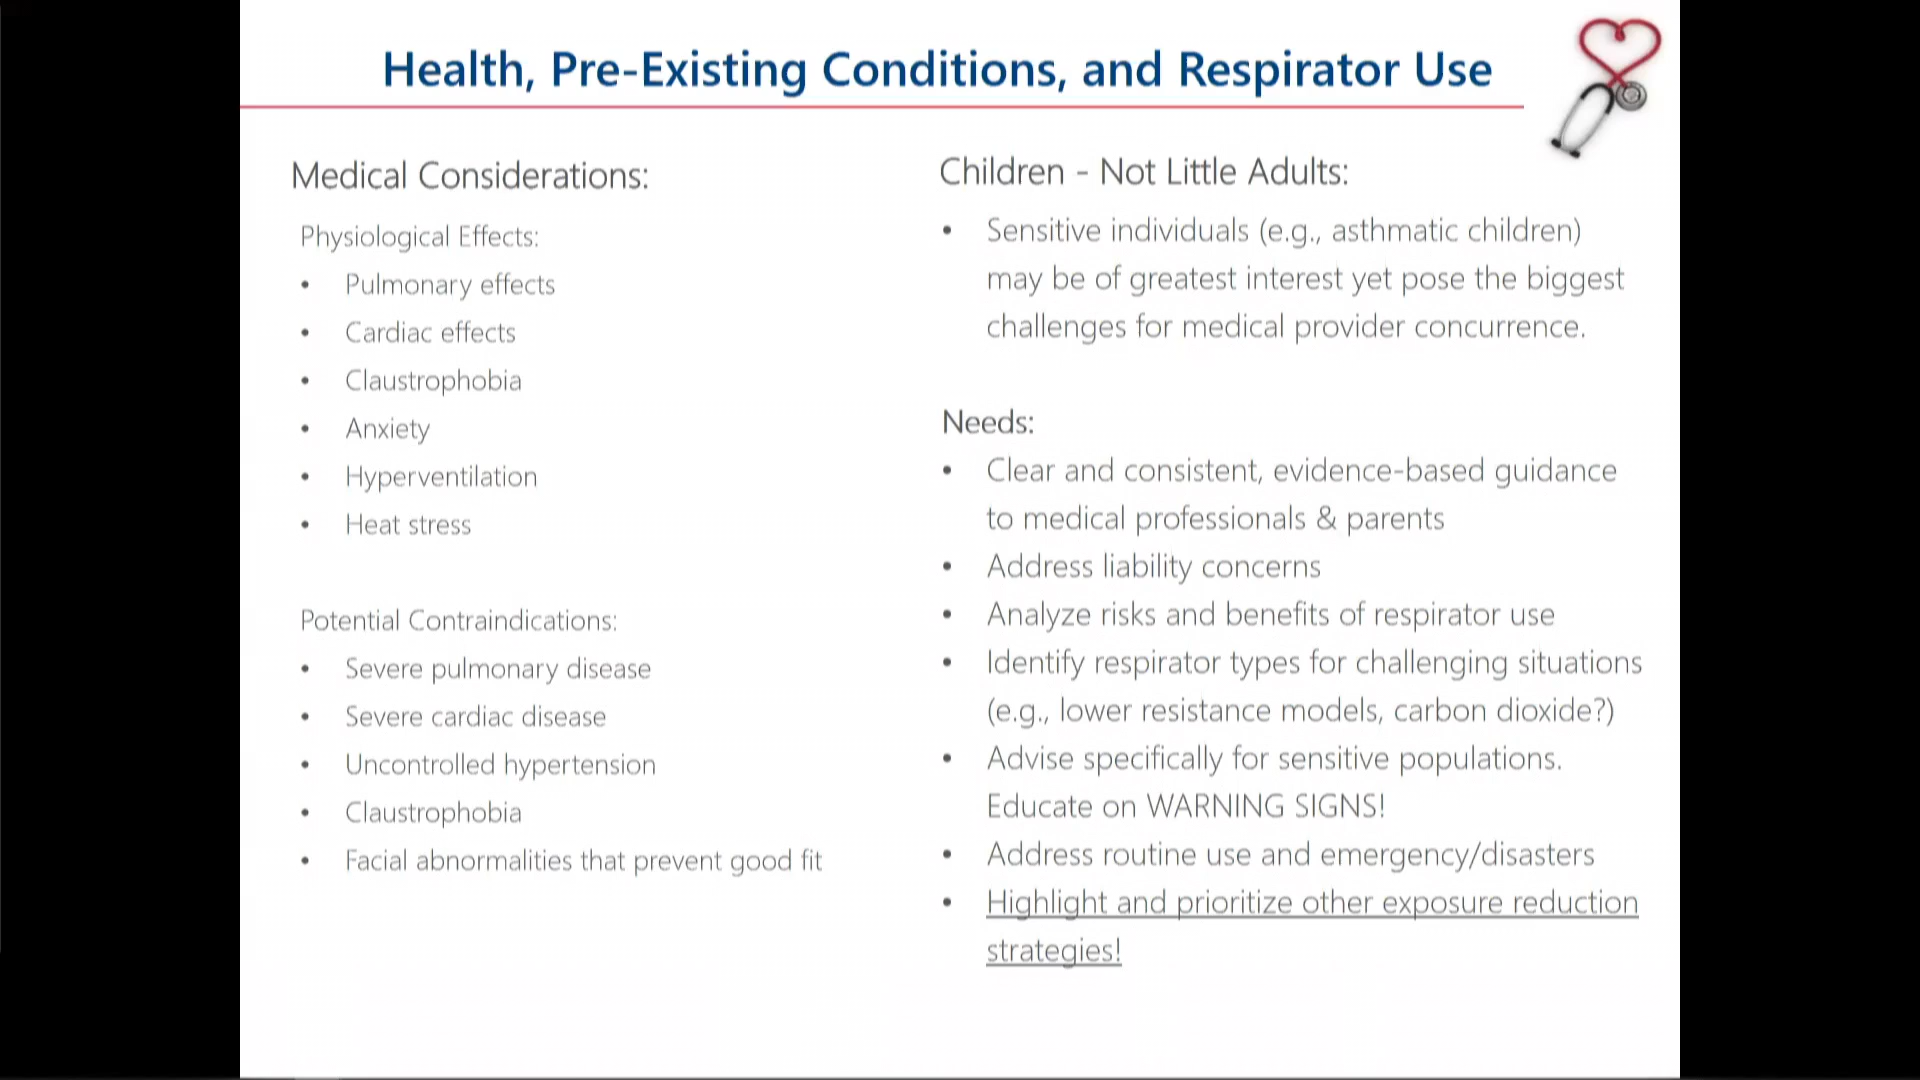 Health, Pre-Existing Conditions, and Respirator Use
Medical Considerations:
Physiological Effects:
• Pulmonary effects
• Cardiac effects
• Claustrophobia
• Anxiety
• Hyperventilation
• Heat stress
Potential Contraindications:
• Severe pulmonary disease
• Severe cardiac disease
• Uncontrolled hypertension
• Claustrophobia
• Facial abnormalities that prevent good fit
Children - Not Little Adults:
• Sensitive individuals (e.g., asthmatic children)
may be of greatest interest yet pose the biggest
challenges for medical provider concurrence.
Needs:
• Clear and consistent, evidence-based guidance
to medical professionals & parents
• Address liability concerns
• Analyze risks and benefits of respirator use
• Identify respirator types for challenging situations
(e.g., lower resistance models, carbon dioxide?)
• Advise specifically for sensitive populations.
Educate on WARNING SIGNS!
• Address routine use and emergency/disasters
• Highlight and prioritize other exposure reduction
strategies!